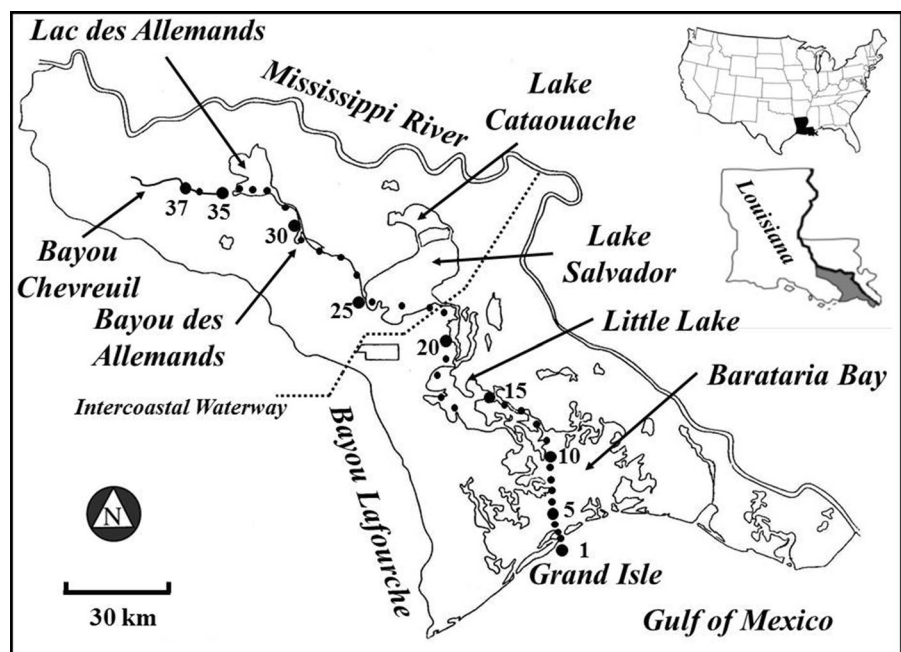 Lac des Allemands
Mississippi River
Lake
Cataouache
Louisiana
37
35
30
Bayou
Chevreuil
Lake
Salvador
25
Bayou des
Allemands
20
Little Lake
15
Barataria Bay
Intercoastal Waterway
Bayou Lafourche
10
5
1
N
Grand Isle
30 km
Gulf of Mexico